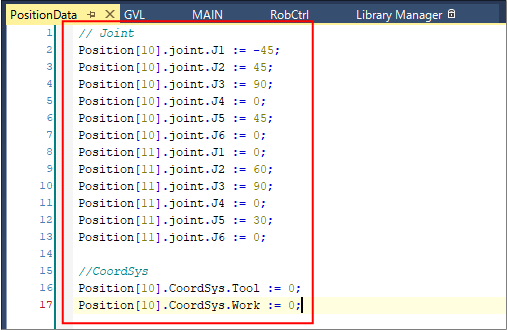 PositionData GVL MAIN RobCtrl Library Manager
1 // Joint
2 Position[10].joint.J1 := -45;
3 Position[10].joint.J2 := 45;
4 Position[10].joint.J3 := 90;
5 Position[10].joint.J4 := 0;
6 Position[10].joint.J5 := 45;
7 Position[10].joint.J6 := 0;
8 Position[11].joint.J1 := 0;
9 Position[11].joint.J2 := 60;
10 Position[11].joint.J3 := 90;
11 Position[11].joint.J4 := 0;
12 Position[11].joint.J5 := 30;
13 Position[11].joint.J6 := 0;
14
15 //CoordSys
16 Position[10].CoordSys.Tool := 0;
17 Position[10].CoordSys.Work := 0;